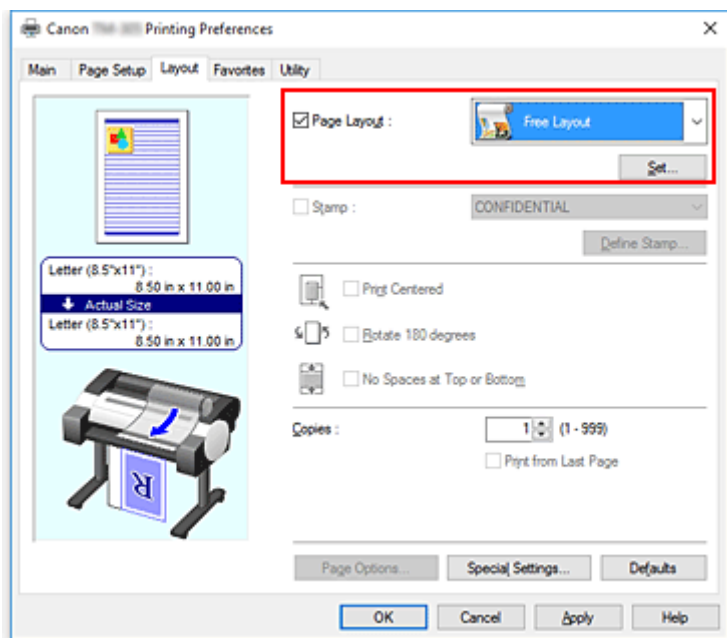 Canon Printing Preferences
Main Page Setup Layout Favorites Utility
Page Layout :
Free Layout
Set...
Stamp :
CONFIDENTIAL
Define Stamp...
Letter (8.5"x11") :
8.50 in x 11.00 in
Actual Size
Letter (8.5"x11") :
8.50 in x 11.00 in
Print Centered
Rotate 180 degrees
No Spaces at Top or Bottom
Copies : 1 (1 - 999)
Print from Last Page
R
Page Options... Special Settings... Defaults
OK Cancel Apply Help